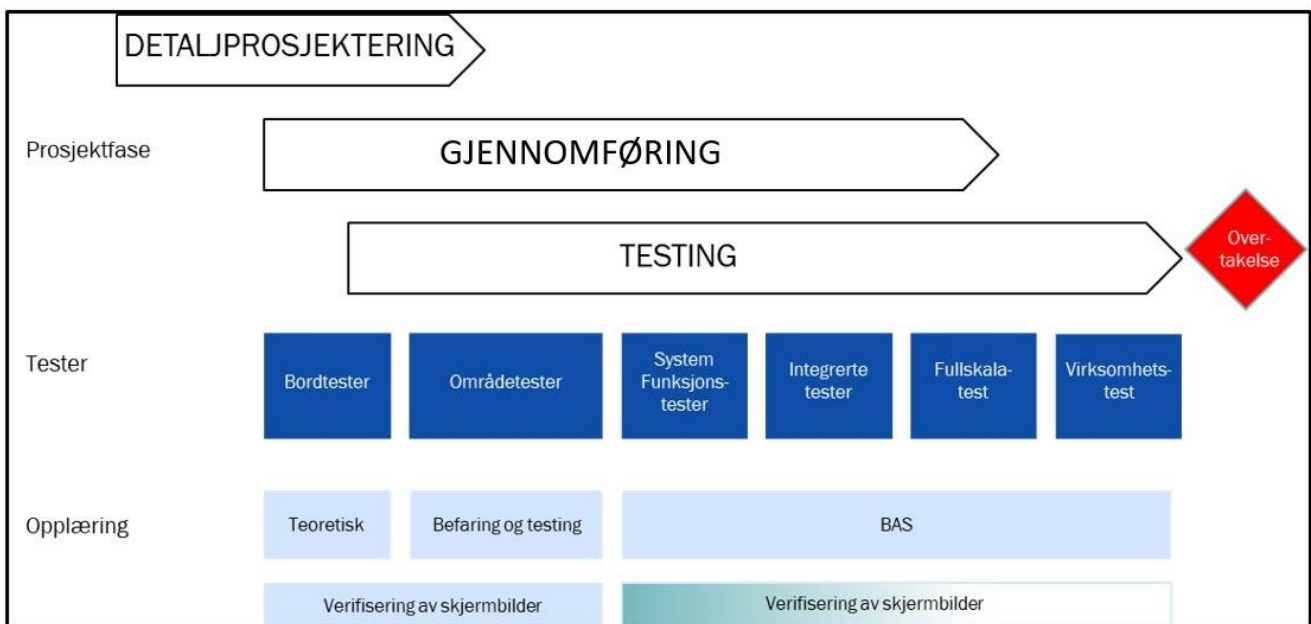 DETALJPROSJEKTERING
Prosjektfase
GJENNOMFØRING
TESTING
Over-
takelse
Tester
Bordtester
Områdetester
System
Funksjons-
tester
Integrerte
tester
Fullskala-
test
Virksomhets-
test
Opplæring
Teoretisk
Befaring og testing
BAS
Verifisering av skjermbilder
Verifisering av skjermbilder